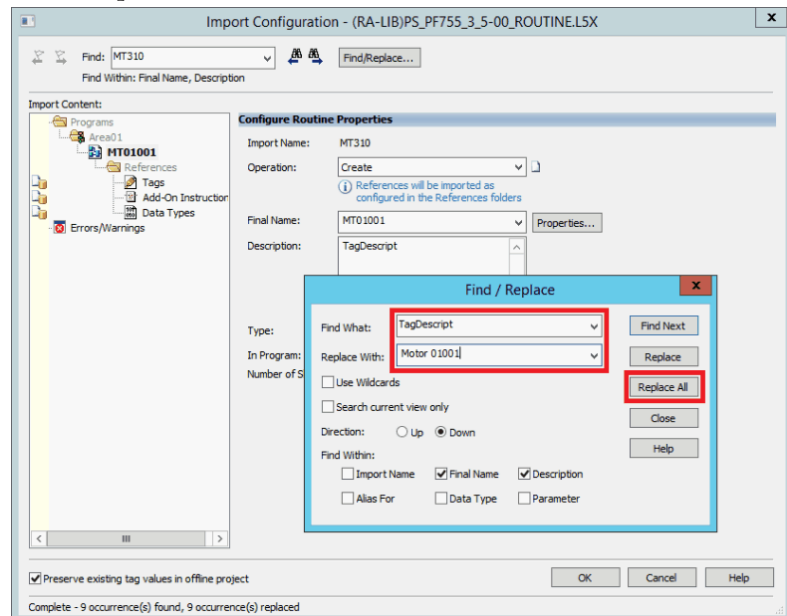 Import Configuration - (RA-LIB)PS_PF755_3_5-00_ROUTINE.L5X
x
Find: MT310
Find/Replace...
Find Within: Final Name, Description
Import Content:
Programs
Area01
MT01001
References
Tags
Add-On Instruction
Data Types
Errors/Warnings
Configure Routine Properties
Import Name: MT310
Operation: Create
References will be imported as
configured in the References folders
Final Name: MT01001
Properties...
Description: TagDescript
Type:
In Program:
Number of S
Find / Replace
x
Find What: TagDescript
Find Next
Replace With: Motor 01001
Replace
Use Wildcards
Replace All
Search current view only
Close
Direction: Up Down
Help
Find Within:
Import Name Final Name Description
Alias For Data Type Parameter
Preserve existing tag values in offline project
OK Cancel Help
Complete - 9 occurrence(s) found, 9 occurrence(s) replaced